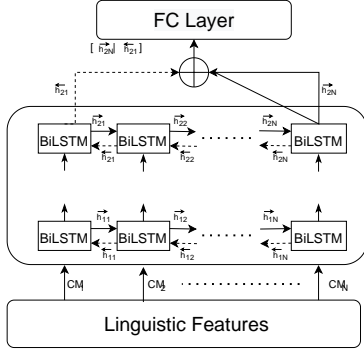 FC Layer
[ →h2N| ←h21 ]
←h21 →h2N
→h21 →h22 →h2N
BiLSTM BiLSTM . . . . . . BiLSTM
←h21 ←h22 ←h2N
→h11 →h12 →h1N
BiLSTM BiLSTM . . . . . . BiLSTM
←h11 ←h12 ←h1N
CM1 CM2 . . . . . . . . . . . . . . CMN
Linguistic Features